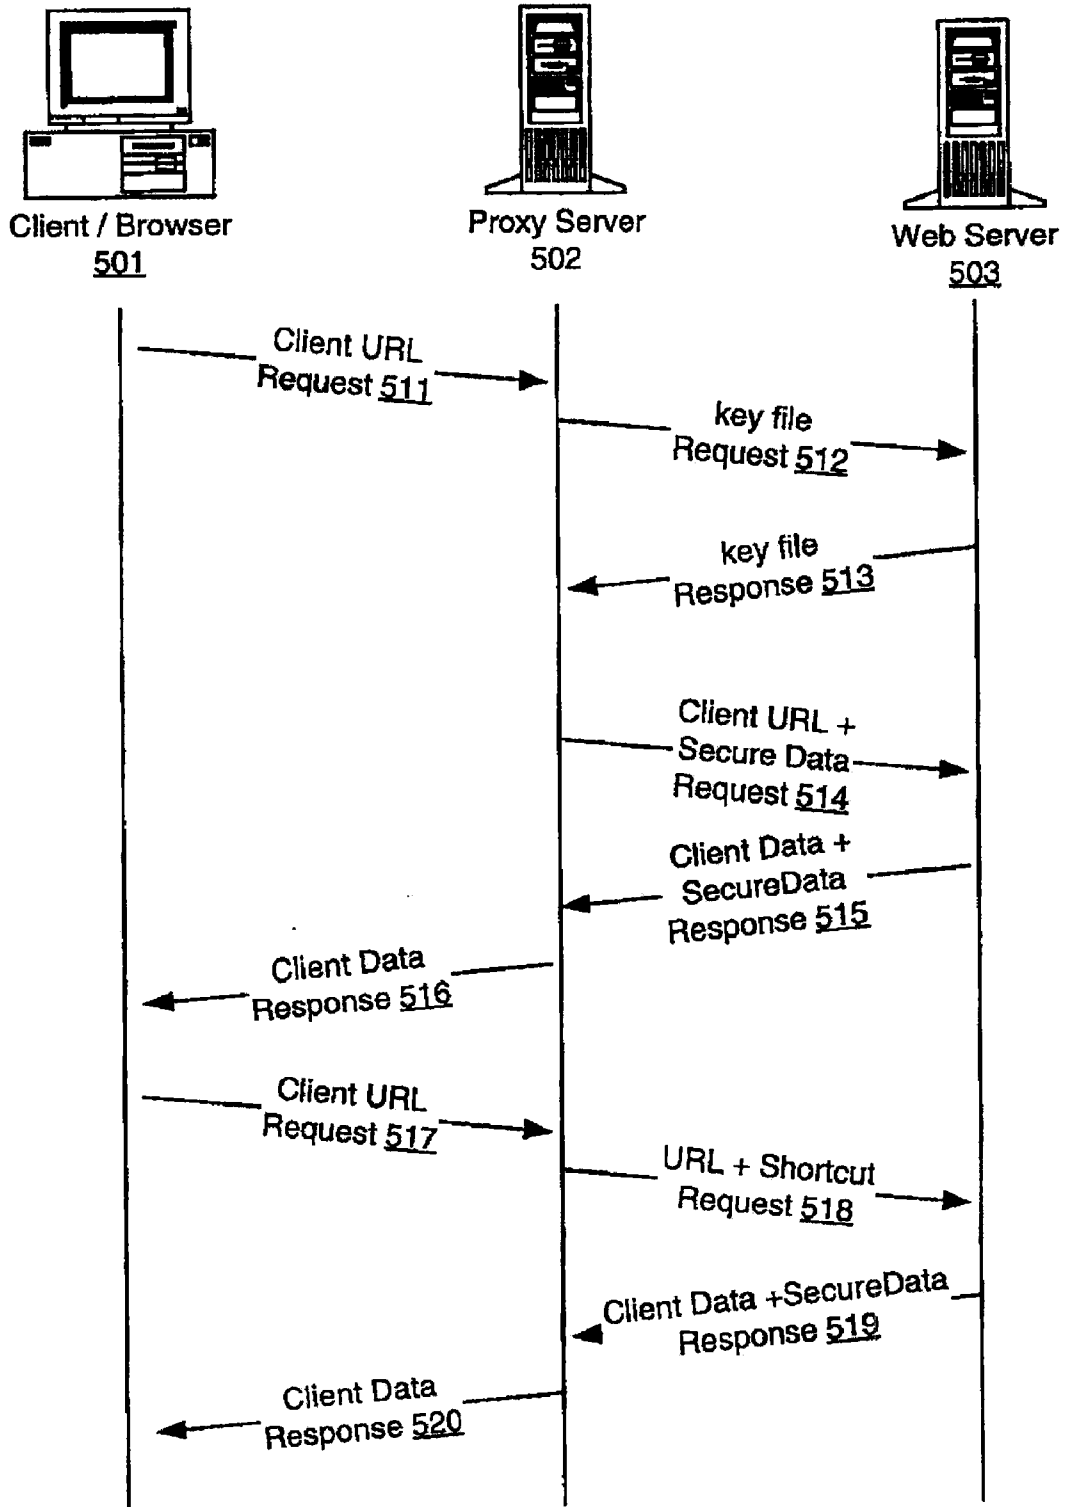 Client / Browser
501
Proxy Server
502
Web Server
503
Client URL
Request 511
key file
Request 512
key file
Response 513
Client URL +
Secure Data
Request 514
Client Data +
SecureData
Response 515
Client Data
Response 516
Client URL
Request 517
URL + Shortcut
Request 518
Client Data +SecureData
Response 519
Client Data
Response 520